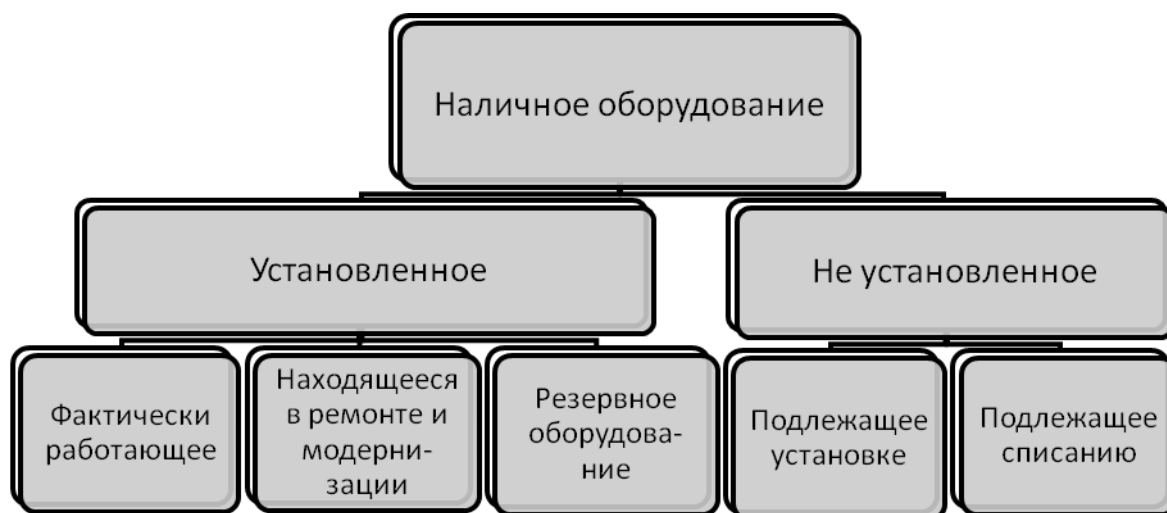 Наличное оборудование
Установленное
Не установленное
Фактически
работающее
Находящееся
в ремонте и
модерни-
зации
Резервное
оборудова-
ние
Подлежащее
установке
Подлежащее
списанию